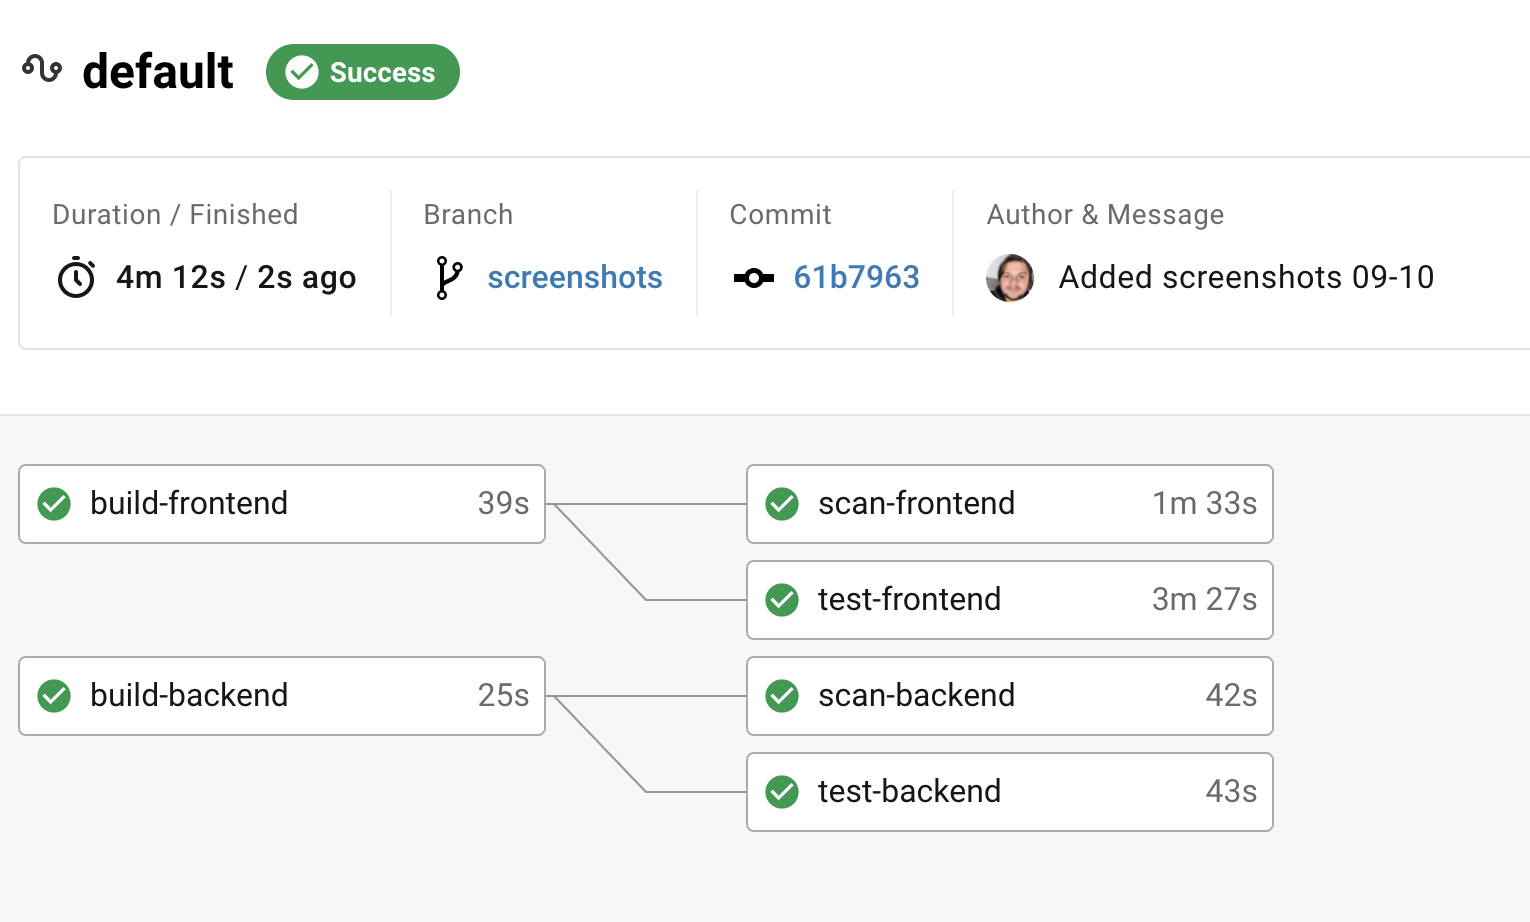 default Success
Duration / Finished
4m 12s / 2s ago
Branch
screenshots
Commit
61b7963
Author & Message
Added screenshots 09-10
build-frontend 39s
scan-frontend 1m 33s
test-frontend 3m 27s
build-backend 25s
scan-backend 42s
test-backend 43s